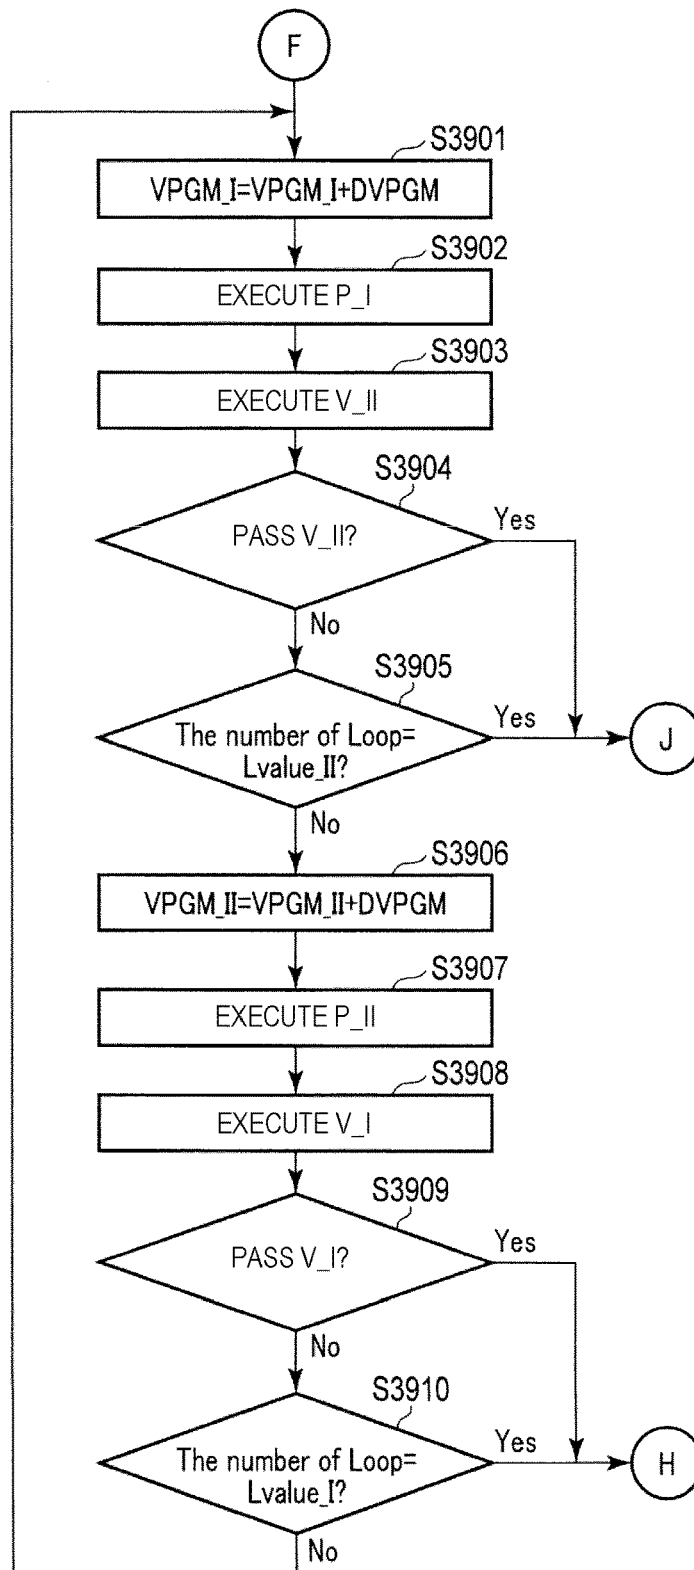 F
S3901
VPGM_I=VPGM_I+DVPGM
S3902
EXECUTE P_I
S3903
EXECUTE V_II
S3904
PASS V_II?
Yes
No
S3905
The number of Loop=
Lvalue_II?
Yes
J
No
S3906
VPGM_II=VPGM_II+DVPGM
S3907
EXECUTE P_II
S3908
EXECUTE V_I
S3909
PASS V_I?
Yes
No
S3910
The number of Loop=
Lvalue_I?
Yes
H
No